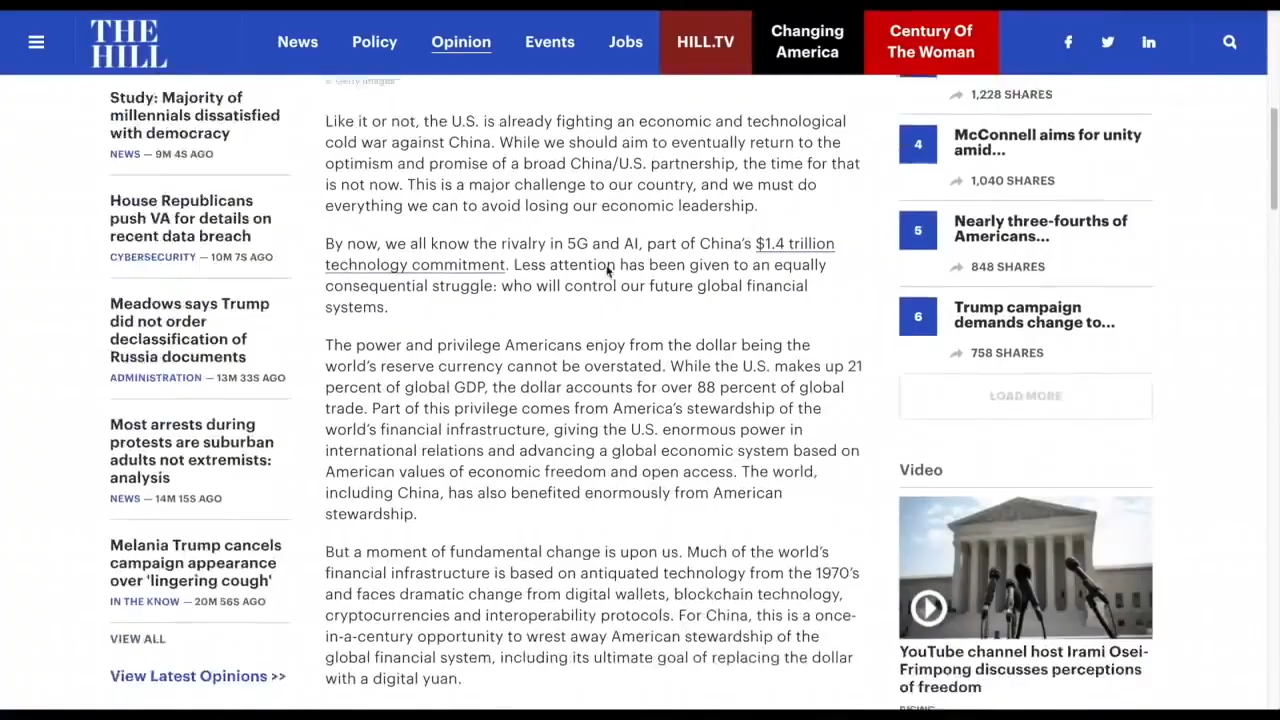 THE
HILL
News
Policy
Opinion
Events
Jobs
HILL.TV
Changing
America
Century Of
The Woman
Study: Majority of
millennials dissatisfied
with democracy
NEWS — 9M 4S AGO
House Republicans
push VA for details on
recent data breach
CYBERSECURITY — 10M 7S AGO
Meadows says Trump
did not order
declassification of
Russia documents
ADMINISTRATION — 13M 33S AGO
Most arrests during
protests are suburban
adults not extremists:
analysis
NEWS — 14M 15S AGO
Melania Trump cancels
campaign appearance
over 'lingering cough'
IN THE KNOW — 20M 56S AGO
VIEW ALL
View Latest Opinions >>
Like it or not, the U.S. is already fighting an economic and technological
cold war against China. While we should aim to eventually return to the
optimism and promise of a broad China/U.S. partnership, the time for that
is not now. This is a major challenge to our country, and we must do
everything we can to avoid losing our economic leadership.
By now, we all know the rivalry in 5G and AI, part of China’s $1.4 trillion
technology commitment. Less attention has been given to an equally
consequential struggle: who will control our future global financial
systems.
The power and privilege Americans enjoy from the dollar being the
world’s reserve currency cannot be overstated. While the U.S. makes up 21
percent of global GDP, the dollar accounts for over 88 percent of global
trade. Part of this privilege comes from America’s stewardship of the
world’s financial infrastructure, giving the U.S. enormous power in
international relations and advancing a global economic system based on
American values of economic freedom and open access. The world,
including China, has also benefited enormously from American
stewardship.
But a moment of fundamental change is upon us. Much of the world’s
financial infrastructure is based on antiquated technology from the 1970’s
and faces dramatic change from digital wallets, blockchain technology,
cryptocurrencies and interoperability protocols. For China, this is a once-
in-a-century opportunity to wrest away American stewardship of the
global financial system, including its ultimate goal of replacing the dollar
with a digital yuan.
1,228 SHARES
4
McConnell aims for unity
amid...
1,040 SHARES
5
Nearly three-fourths of
Americans...
848 SHARES
6
Trump campaign
demands change to...
758 SHARES
LOAD MORE
Video
YouTube channel host Irami Osei-
Frimpong discusses perceptions
of freedom